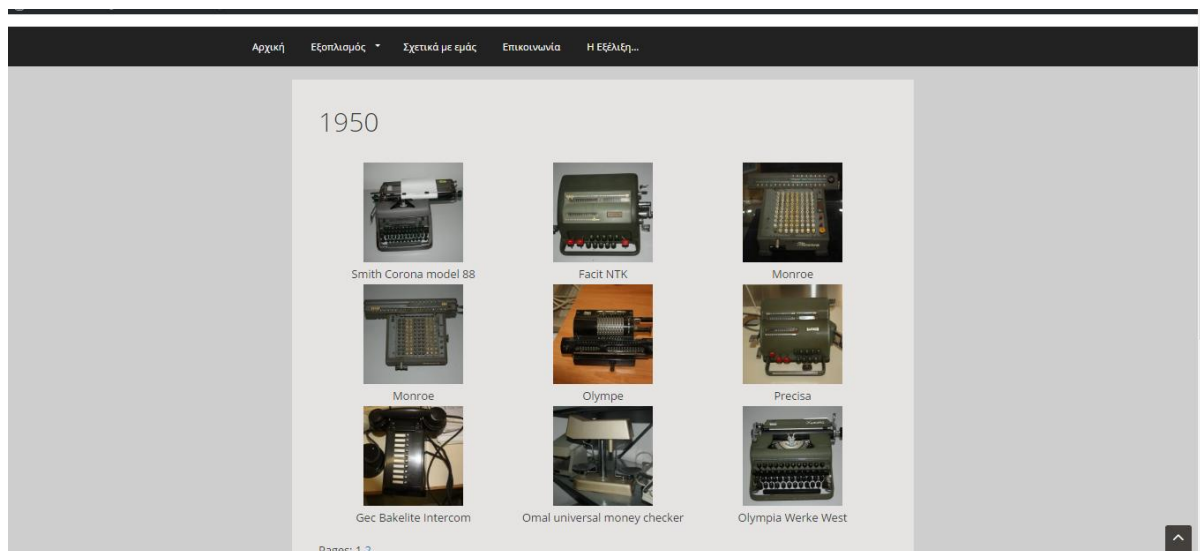 Αρχική Εξοπλισμός Σχετικά με εμάς Επικοινωνία Η Εξέλιξη...
1950
Smith Corona model 88 Facit NTK Monroe
Monroe Olympe Precisa
Gec Bakelite Intercom Omal universal money checker Olympia Werke West
Pages: 1 2